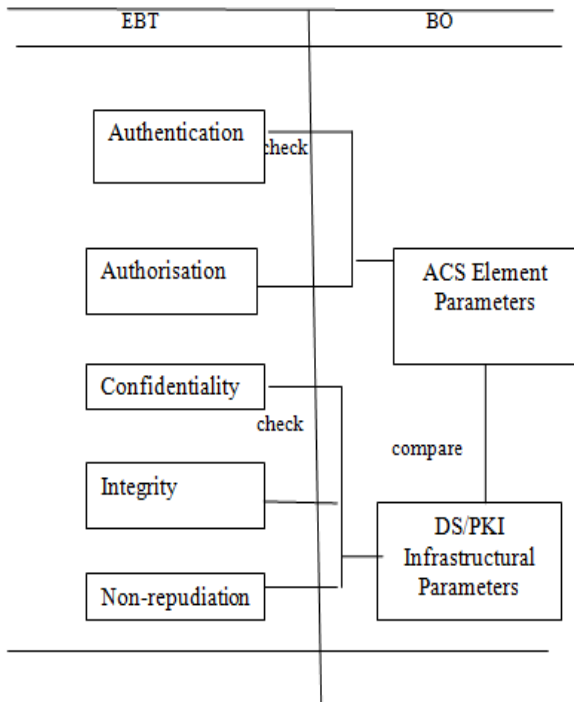 EBT
BO
Authentication
check
Authorisation
ACS Element
Parameters
Confidentiality
check
compare
Integrity
DS/PKI
Infrastructural
Parameters
Non-repudiation